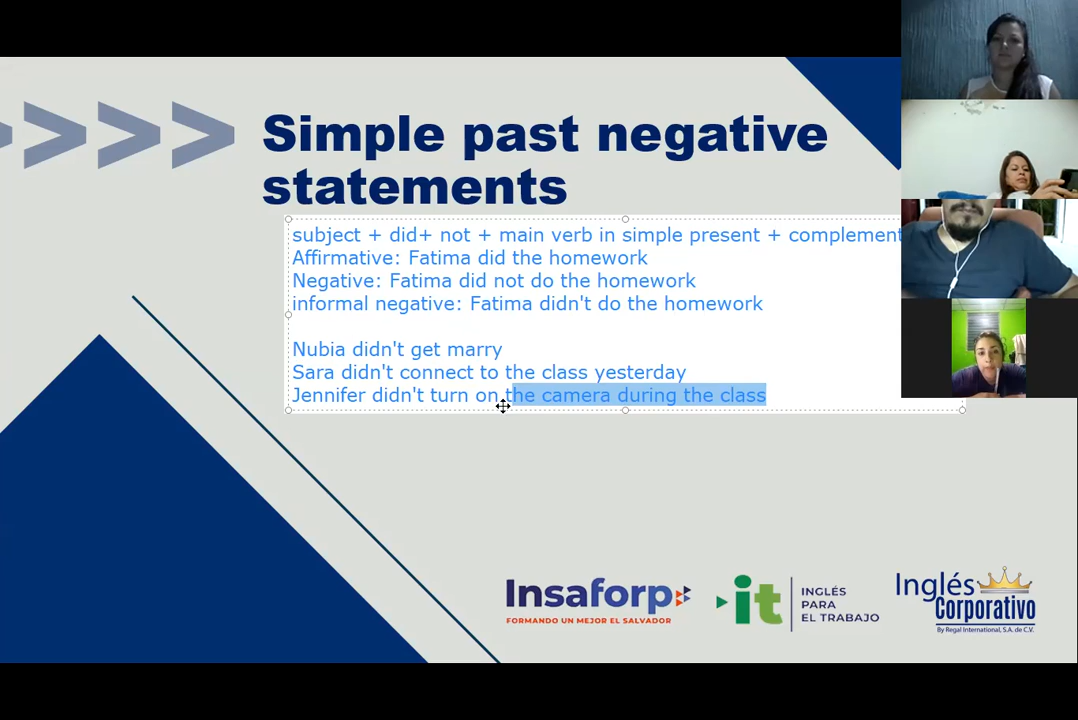 >>>>
Simple past negative
statements
subject + did+ not + main verb in simple present + complement
Affirmative: Fatima did the homework
Negative: Fatima did not do the homework
informal negative: Fatima didn't do the homework
Nubia didn't get marry
Sara didn't connect to the class yesterday
Jennifer didn't turn on the camera during the class
Insaforp
FORMANDO UN MEJOR EL SALVADOR
it
INGLÉS
PARA
EL TRABAJO
Inglés
Corporativo
By Regal International, S.A. de C.V.